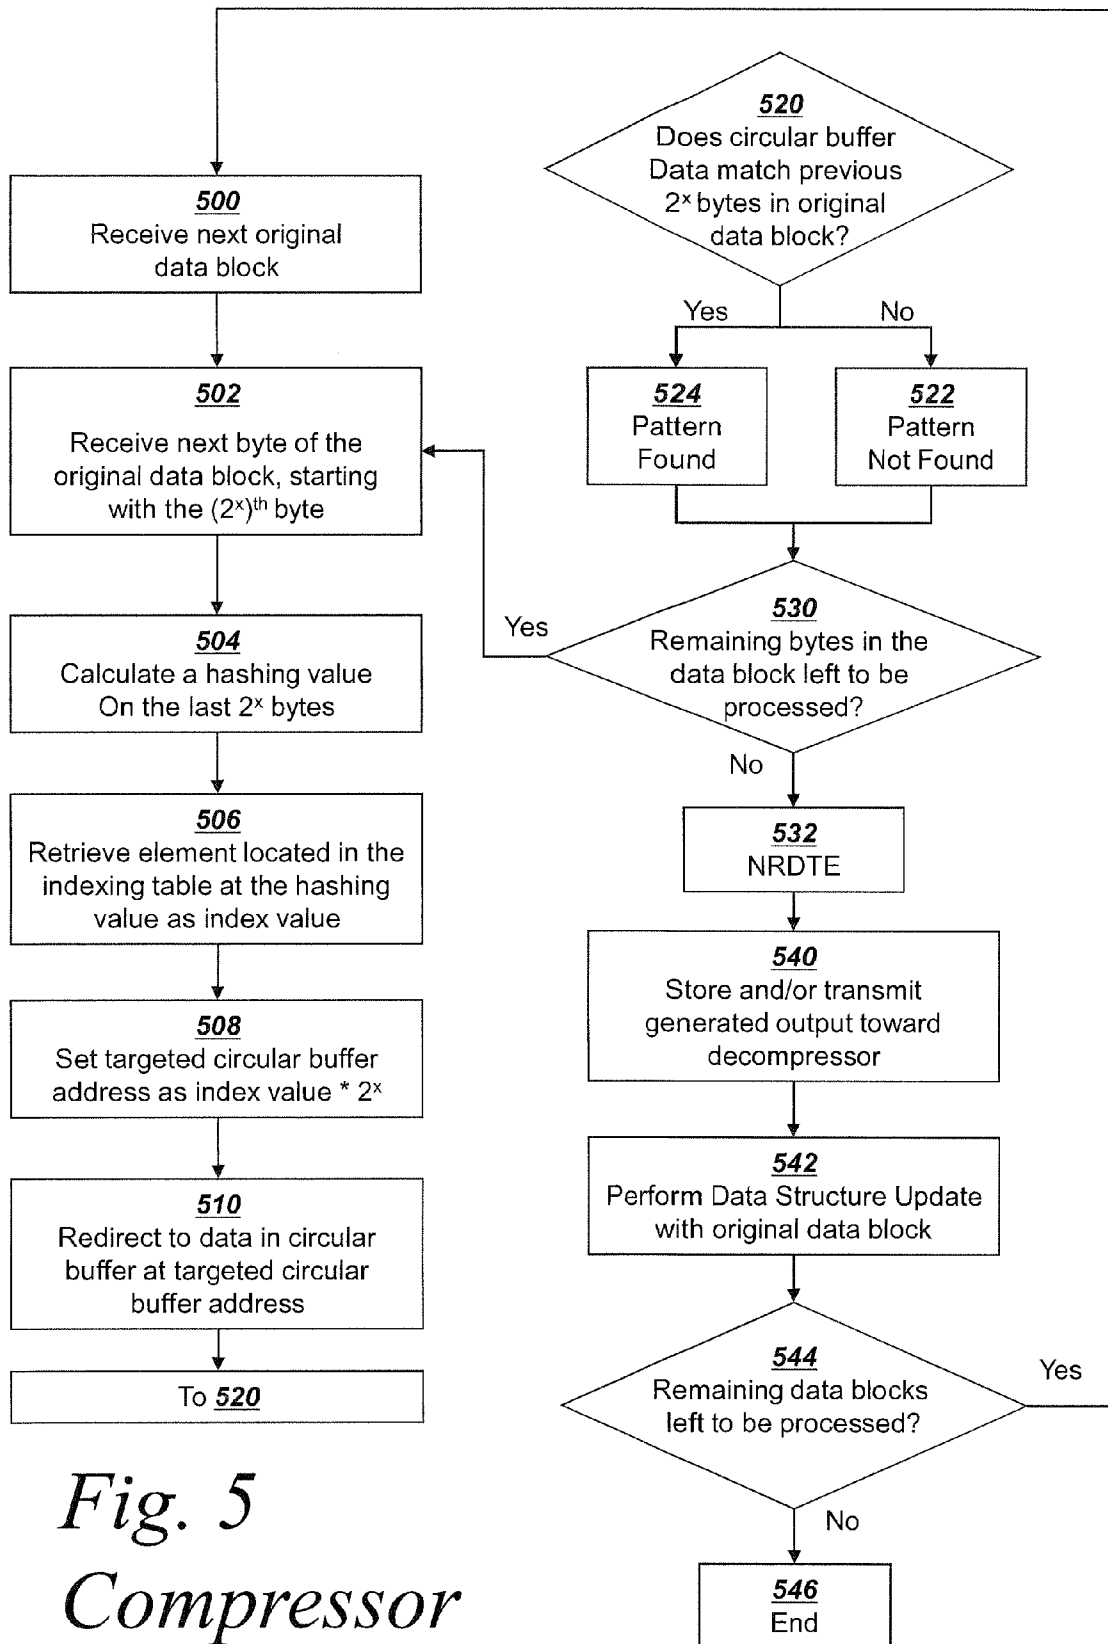 500
Receive next original
data block
502
Receive next byte of the
original data block, starting
with the (2ˣ)ᵗʰ byte
504
Calculate a hashing value
On the last 2ˣ bytes
506
Retrieve element located in the
indexing table at the hashing
value as index value
508
Set targeted circular buffer
address as index value * 2ˣ
510
Redirect to data in circular
buffer at targeted circular
buffer address
To 520
520
Does circular buffer
Data match previous
2ˣ bytes in original
data block?
Yes
No
524
Pattern
Found
522
Pattern
Not Found
530
Remaining bytes in the
data block left to be
processed?
Yes
No
532
NRDTE
540
Store and/or transmit
generated output toward
decompressor
542
Perform Data Structure Update
with original data block
544
Remaining data blocks
left to be processed?
Yes
No
546
End
Fig. 5
Compressor